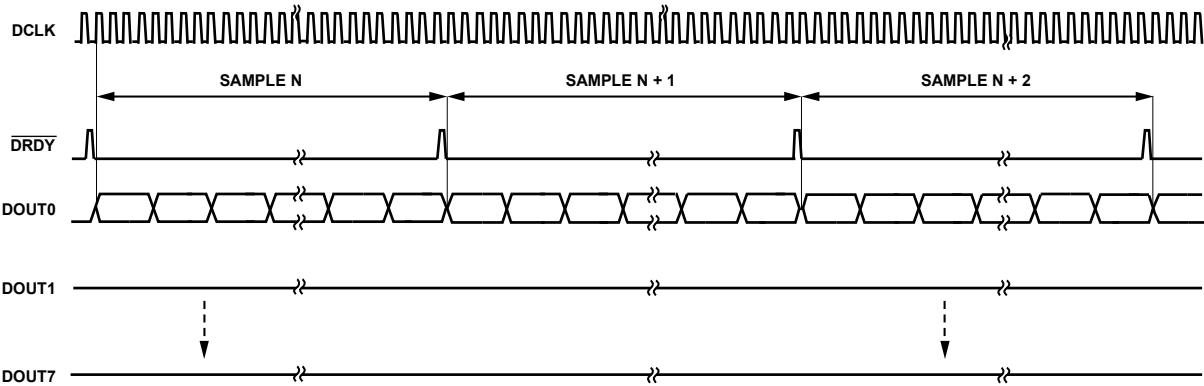 DCLK
SAMPLE N
SAMPLE N + 1
SAMPLE N + 2
DRDY
DOUT0
DOUT1
DOUT7